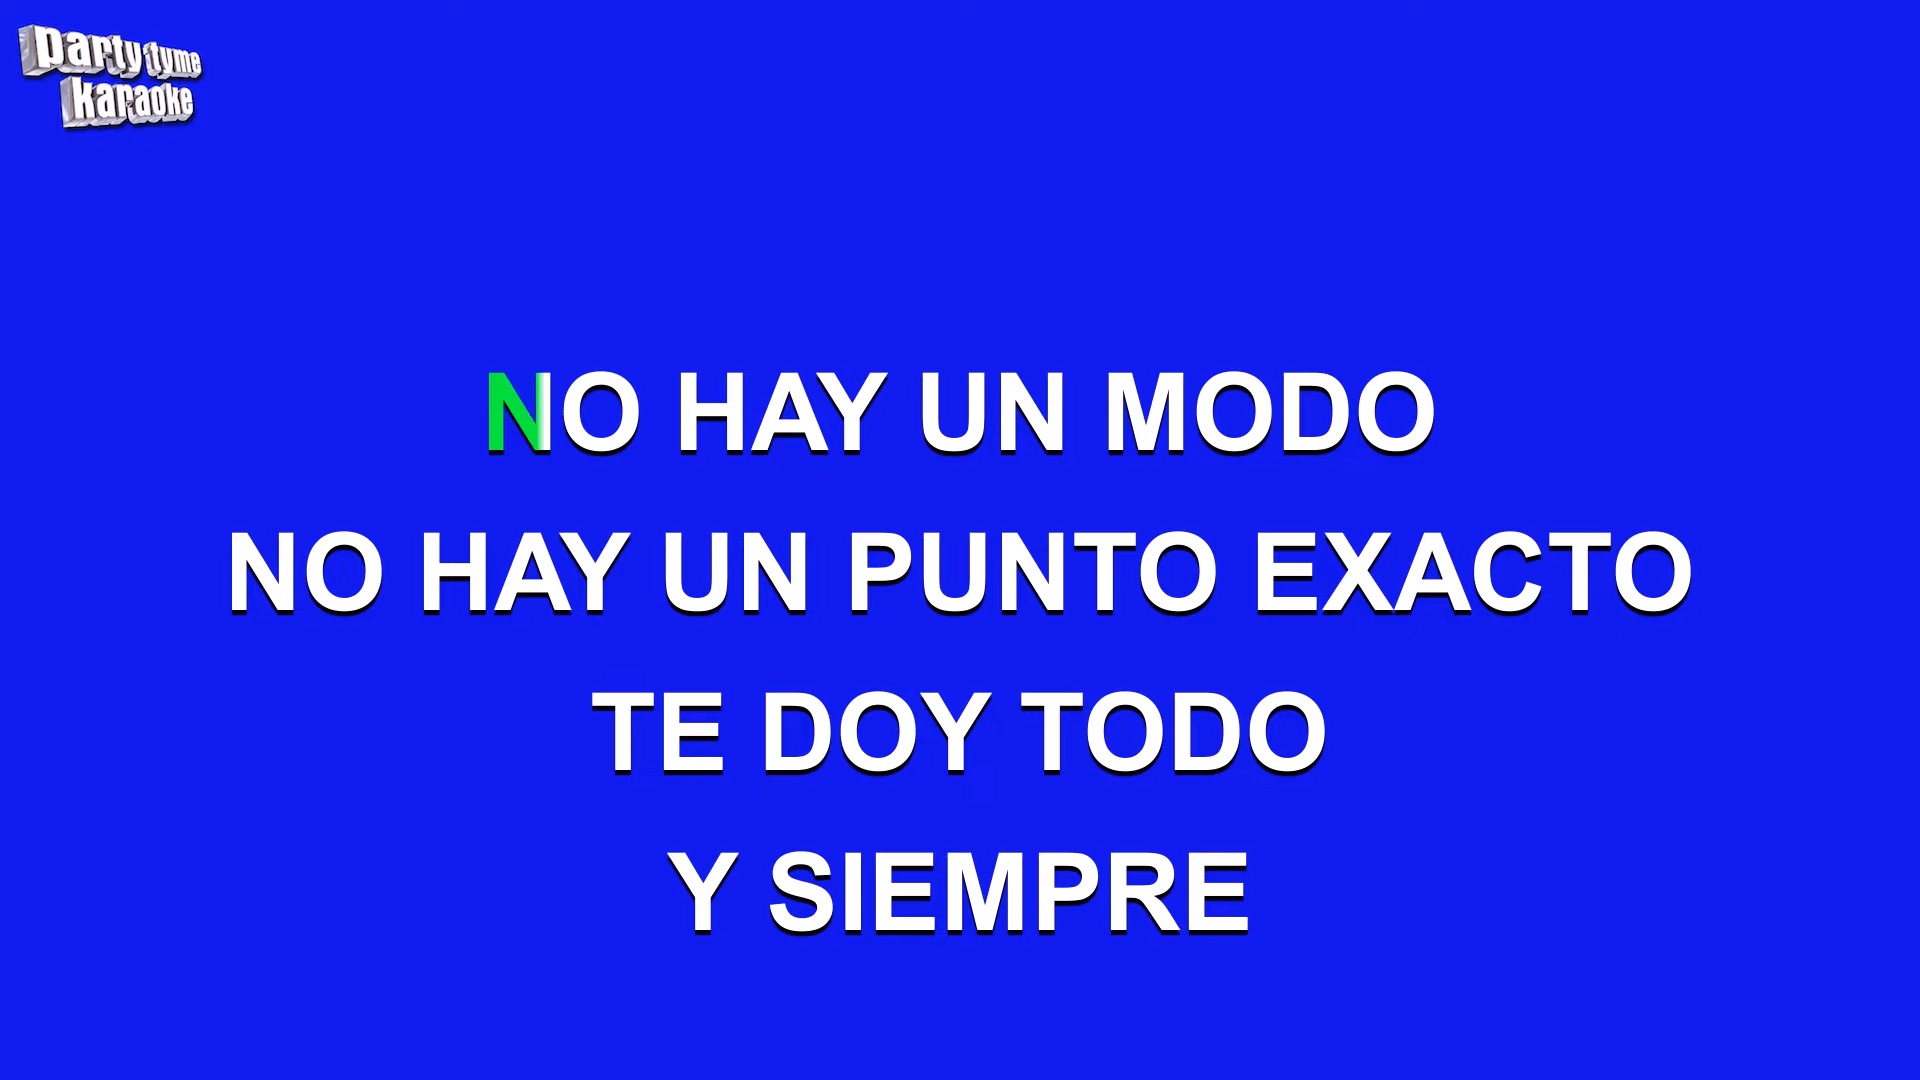 party tyme
karaoke
NO HAY UN MODO
NO HAY UN PUNTO EXACTO
TE DOY TODO
Y SIEMPRE